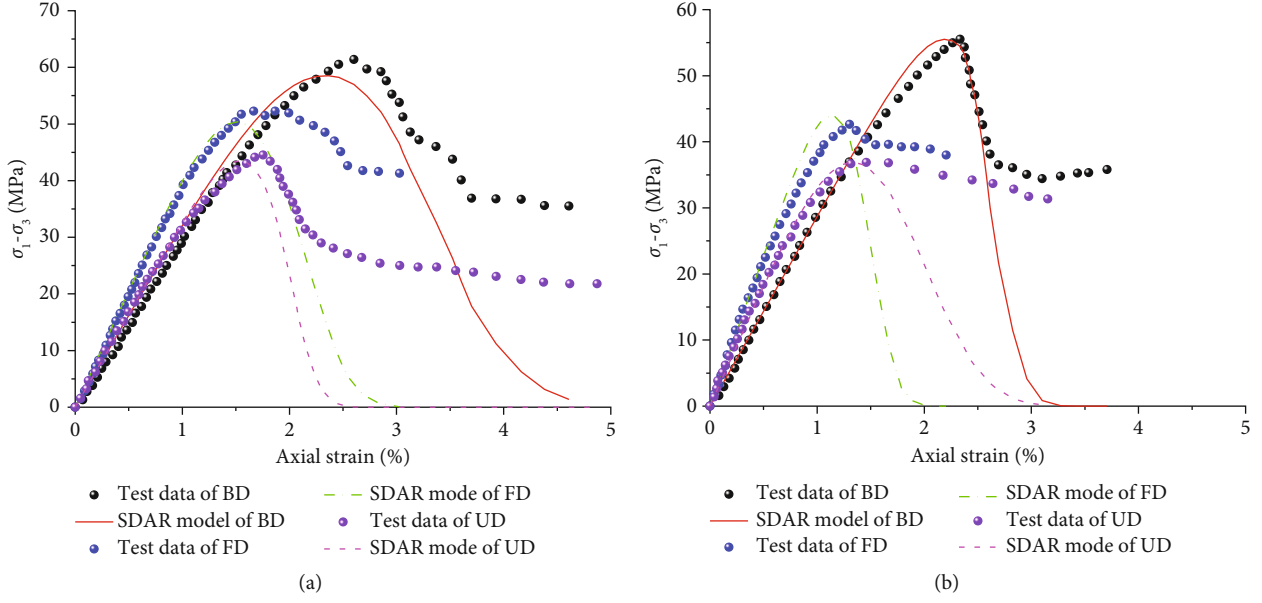 70
60
50
40
30
20
10
0
σ1-σ3 (MPa)
0 1 2 3 4 5
Axial strain (%)
Test data of BD
SDAR model of BD
Test data of FD
SDAR mode of FD
Test data of UD
SDAR mode of UD
(a)
60
50
40
30
20
10
0
σ1-σ3 (MPa)
0 1 2 3 4 5
Axial strain (%)
Test data of BD
SDAR model of BD
Test data of FD
SDAR mode of FD
Test data of UD
SDAR mode of UD
(b)